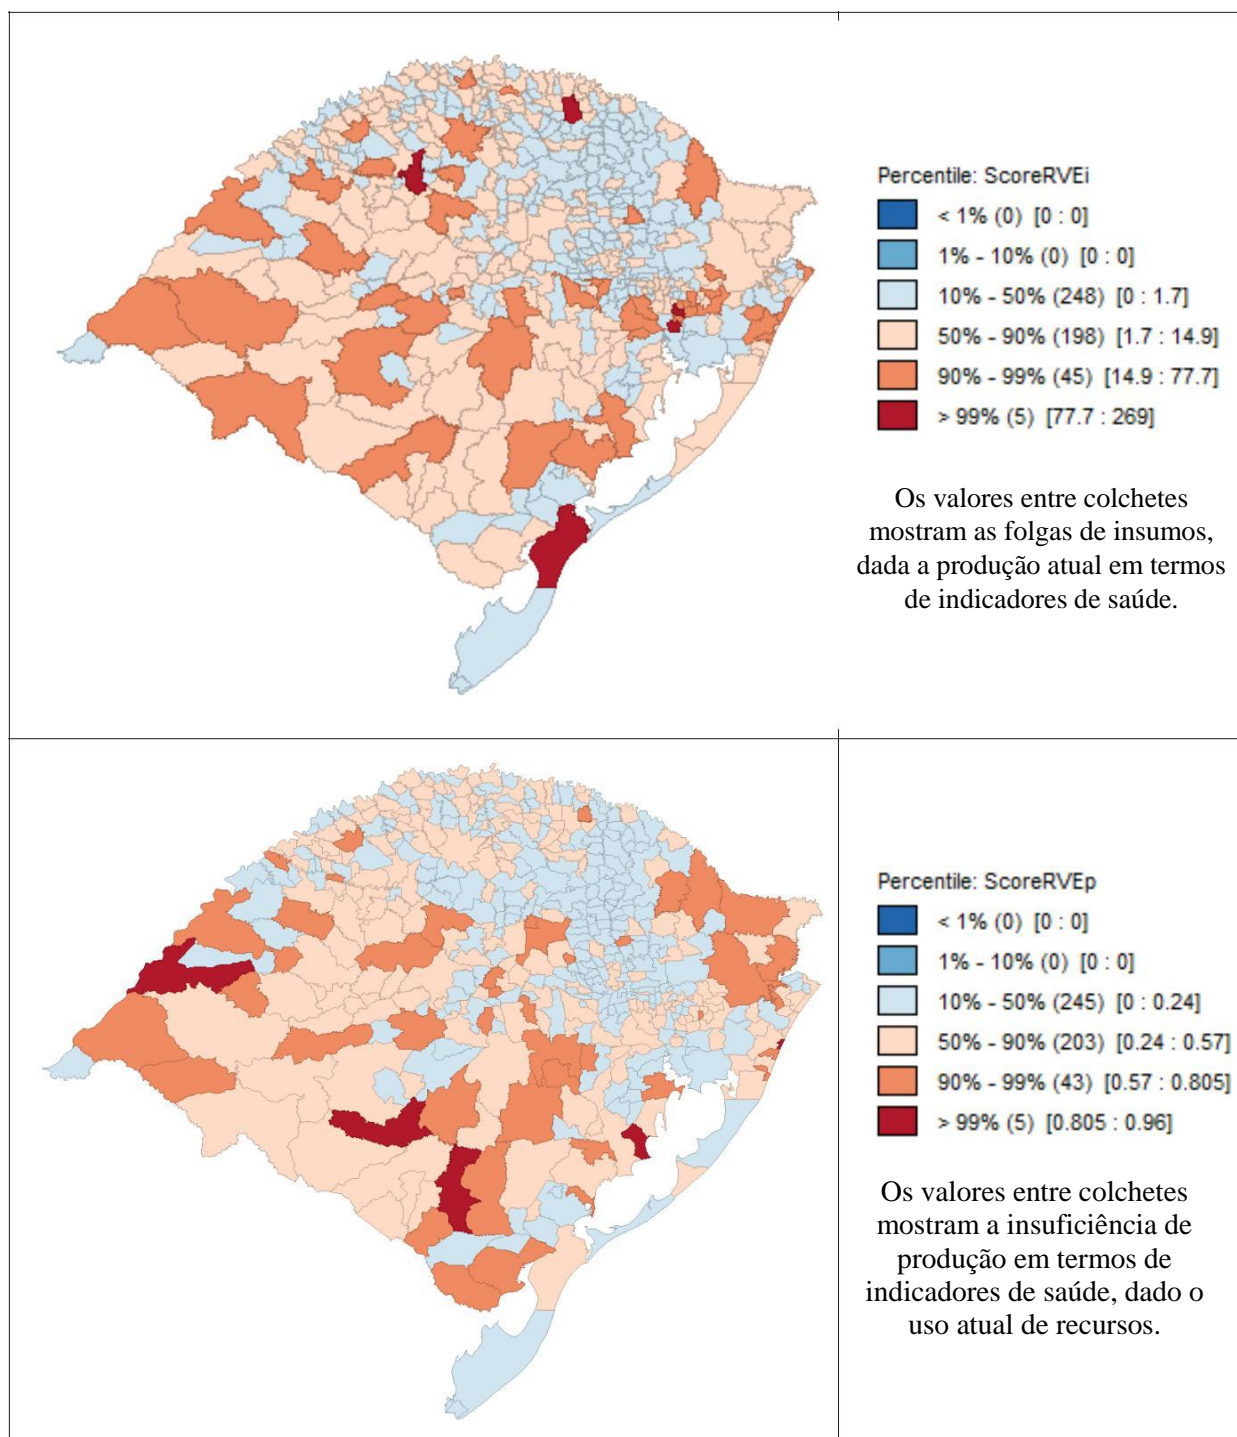 Percentile: ScoreRVEi
< 1% (0) [0 : 0]
1% - 10% (0) [0 : 0]
10% - 50% (248) [0 : 1.7]
50% - 90% (198) [1.7 : 14.9]
90% - 99% (45) [14.9 : 77.7]
> 99% (5) [77.7 : 269]
Os valores entre colchetes
mostram as folgas de insumos,
dada a produção atual em termos
de indicadores de saúde.
Percentile: ScoreRVEp
< 1% (0) [0 : 0]
1% - 10% (0) [0 : 0]
10% - 50% (245) [0 : 0.24]
50% - 90% (203) [0.24 : 0.57]
90% - 99% (43) [0.57 : 0.805]
> 99% (5) [0.805 : 0.96]
Os valores entre colchetes
mostram a insuficiência de
produção em termos de
indicadores de saúde, dado o
uso atual de recursos.